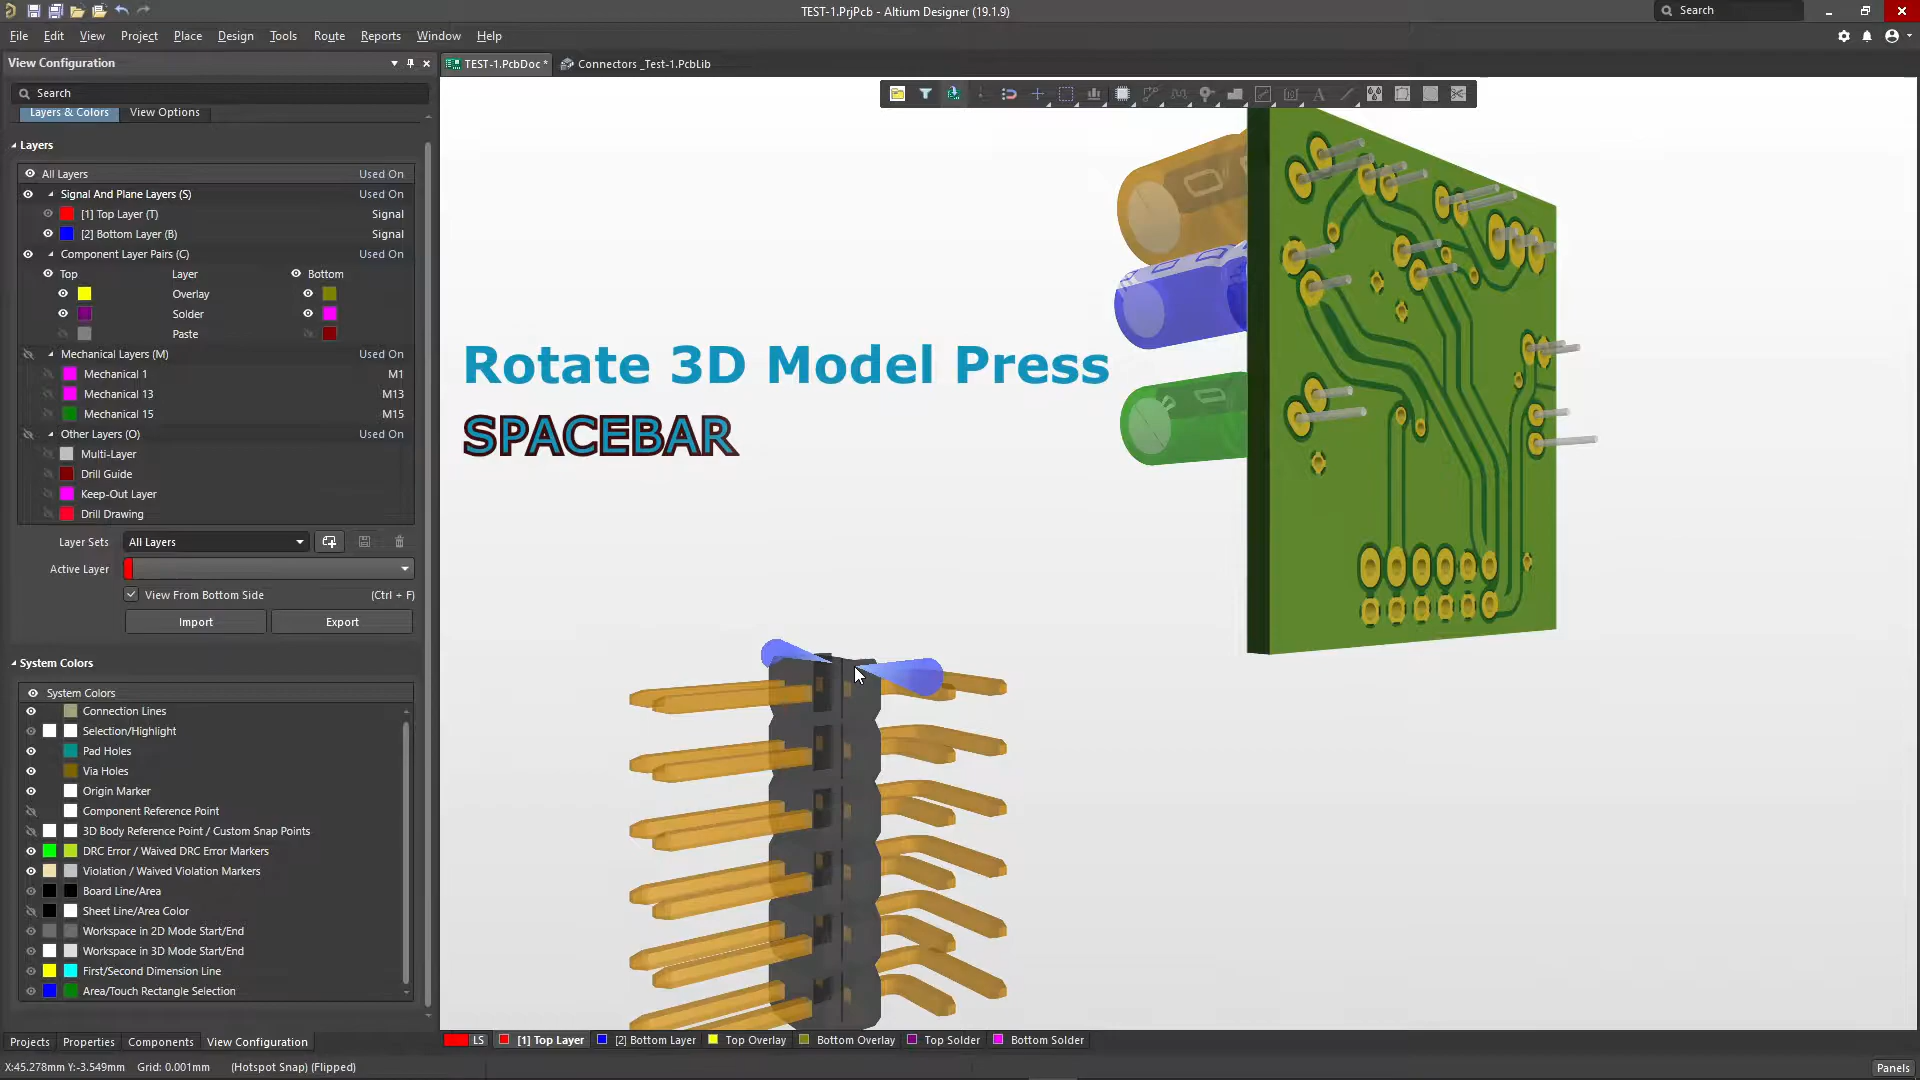 TEST-1.PrjPcb - Altium Designer (19.1.9)
Search
File Edit View Project Place Design Tools Route Reports Window Help
View Configuration
TEST-1.PcbDoc *
Connectors _Test-1.PcbLib
Search
Layers & Colors
View Options
Layers
All Layers Used On
Signal And Plane Layers (S) Used On
[1] Top Layer (T) Signal
[2] Bottom Layer (B) Signal
Component Layer Pairs (C) Used On
Top Layer Bottom
Overlay
Solder
Paste
Mechanical Layers (M) Used On
Mechanical 1 M1
Mechanical 13 M13
Mechanical 15 M15
Other Layers (O) Used On
Multi-Layer
Drill Guide
Keep-Out Layer
Drill Drawing
Layer Sets All Layers
Active Layer
View From Bottom Side (Ctrl + F)
Import Export
System Colors
System Colors
Connection Lines
Selection/Highlight
Pad Holes
Via Holes
Origin Marker
Component Reference Point
3D Body Reference Point / Custom Snap Points
DRC Error / Waived DRC Error Markers
Violation / Waived Violation Markers
Board Line/Area
Sheet Line/Area Color
Workspace in 2D Mode Start/End
Workspace in 3D Mode Start/End
First/Second Dimension Line
Area/Touch Rectangle Selection
Rotate 3D Model Press
SPACEBAR
Projects Properties Components View Configuration
LS [1] Top Layer [2] Bottom Layer Top Overlay Bottom Overlay Top Solder Bottom Solder
X:45.278mm Y:-3.549mm Grid: 0.001mm (Hotspot Snap) (Flipped)
Panels